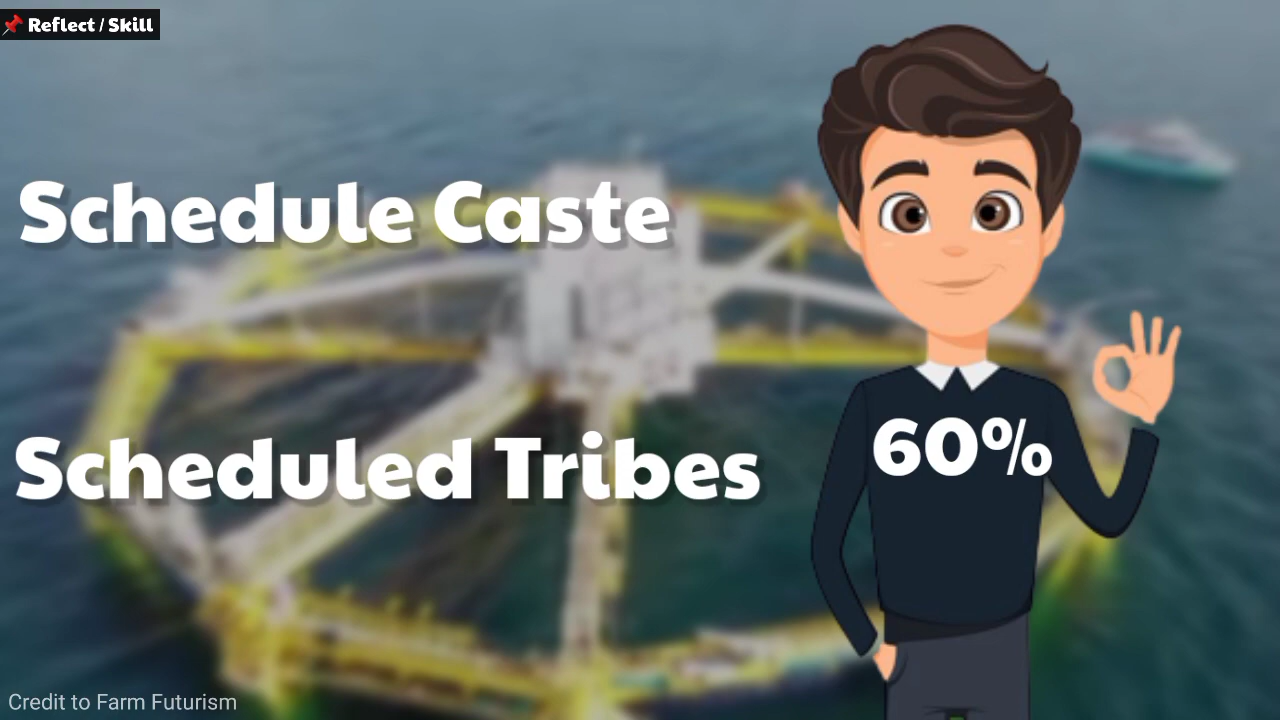 📌 Reflect / Skill
Schedule Caste
Scheduled Tribes
60%
Credit to Farm Futurism